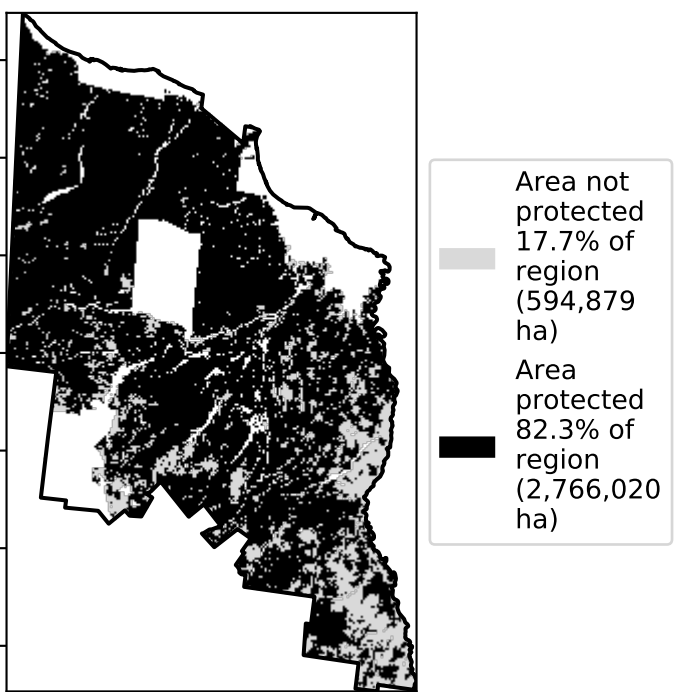 Area not
protected
17.7% of
region
(594,879
ha)
Area
protected
82.3% of
region
(2,766,020
ha)